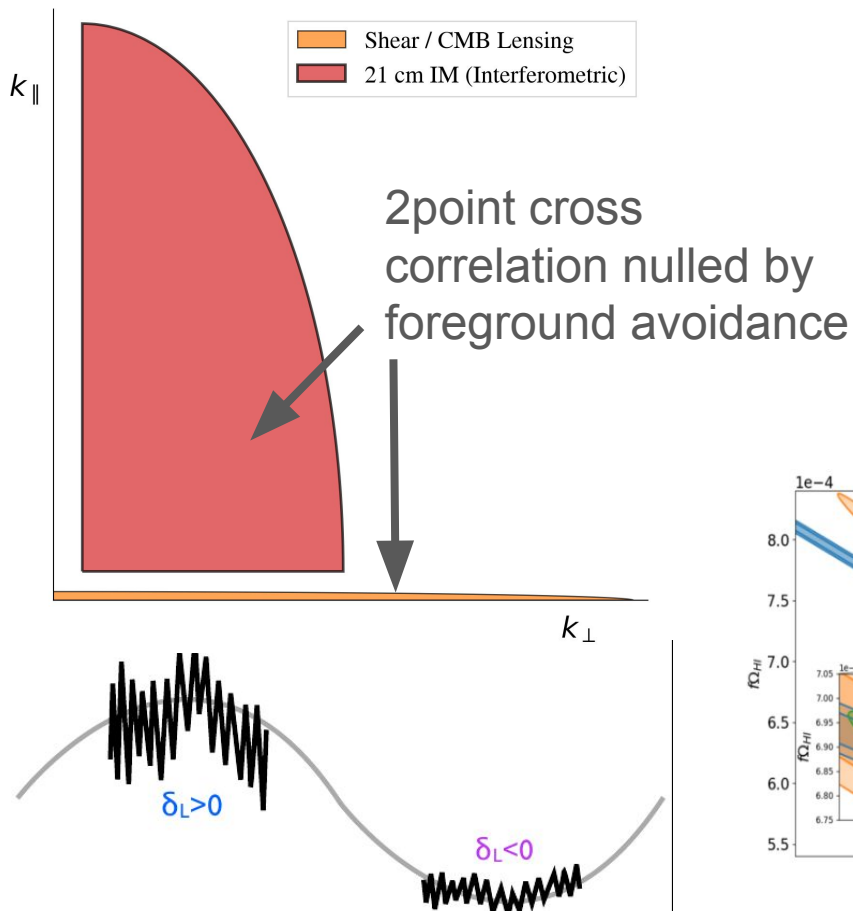 Shear / CMB Lensing
21 cm IM (Interferometric)
k∥
2point cross
correlation nulled by
foreground avoidance
k⊥
δL>0
δL<0
1e−4
8.0
7.5
7.0
6.5
6.0
5.5
fΩHI
7.05
7.00
6.95
6.90
6.85
6.80
6.75
fΩHI